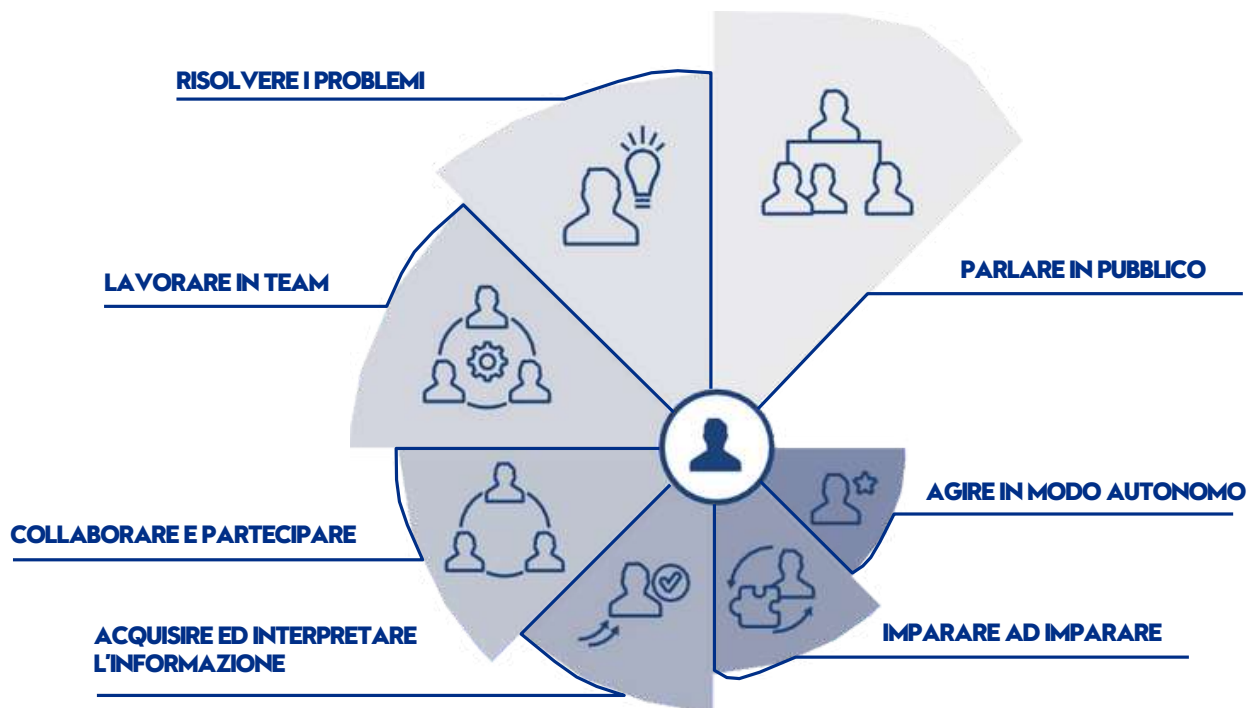 RISOLVERE I PROBLEMI
LAVORARE IN TEAM
PARLARE IN PUBBLICO
AGIRE IN MODO AUTONOMO
COLLABORARE E PARTECIPARE
ACQUISIRE ED INTERPRETARE
L'INFORMAZIONE
IMPARARE AD IMPARARE